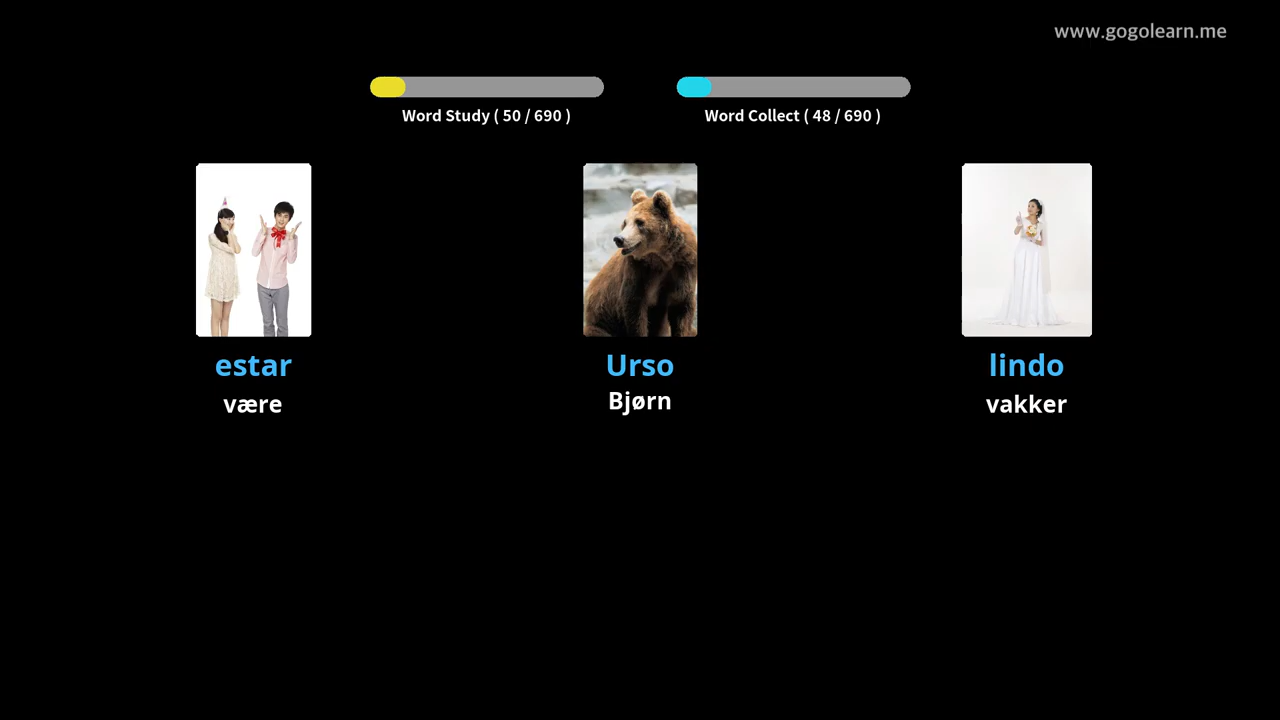 www.gogolearn.me
Word Study ( 50 / 690 )
Word Collect ( 48 / 690 )
estar
Urso
lindo
være
Bjørn
vakker